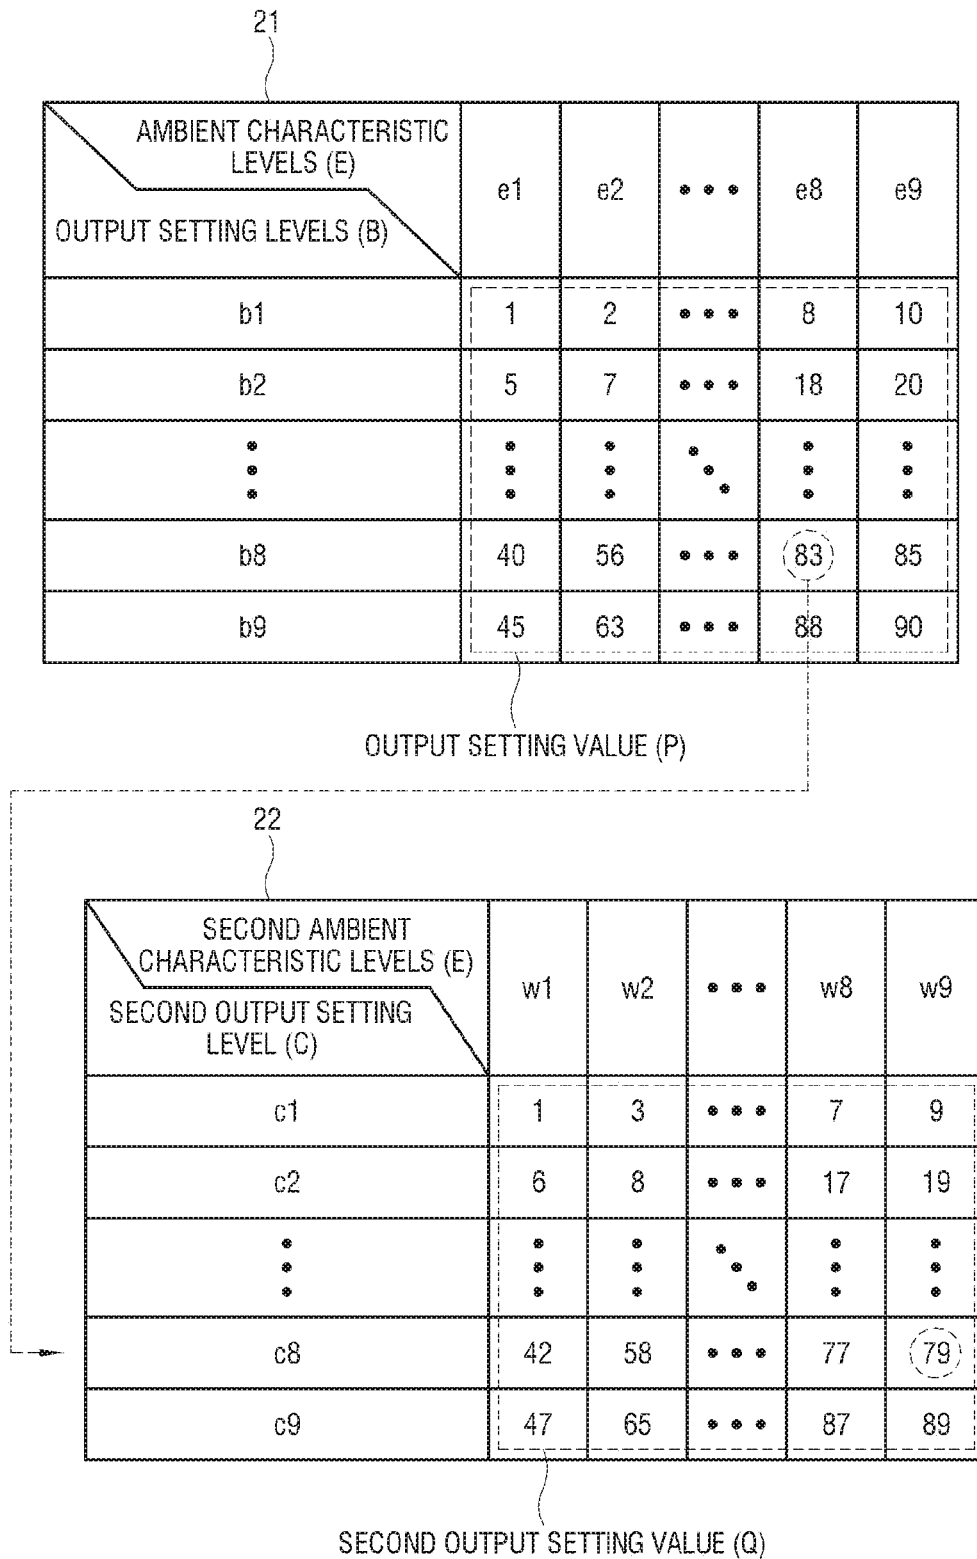 21
AMBIENT CHARACTERISTIC
LEVELS (E)
OUTPUT SETTING LEVELS (B)
e1 e2 ••• e8 e9
b1 1 2 ••• 8 10
b2 5 7 ••• 18 20
b8 40 56 ••• 83 85
b9 45 63 ••• 88 90
OUTPUT SETTING VALUE (P)
22
SECOND AMBIENT
CHARACTERISTIC LEVELS (E)
SECOND OUTPUT SETTING
LEVEL (C)
w1 w2 ••• w8 w9
c1 1 3 ••• 7 9
c2 6 8 ••• 17 19
c8 42 58 ••• 77 79
c9 47 65 ••• 87 89
SECOND OUTPUT SETTING VALUE (Q)